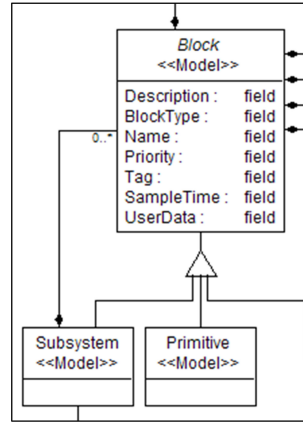 Block
<<Model>>
Description : field
BlockType : field
Name : field
Priority : field
Tag : field
SampleTime : field
UserData : field
0..*
Subsystem
<<Model>>
Primitive
<<Model>>